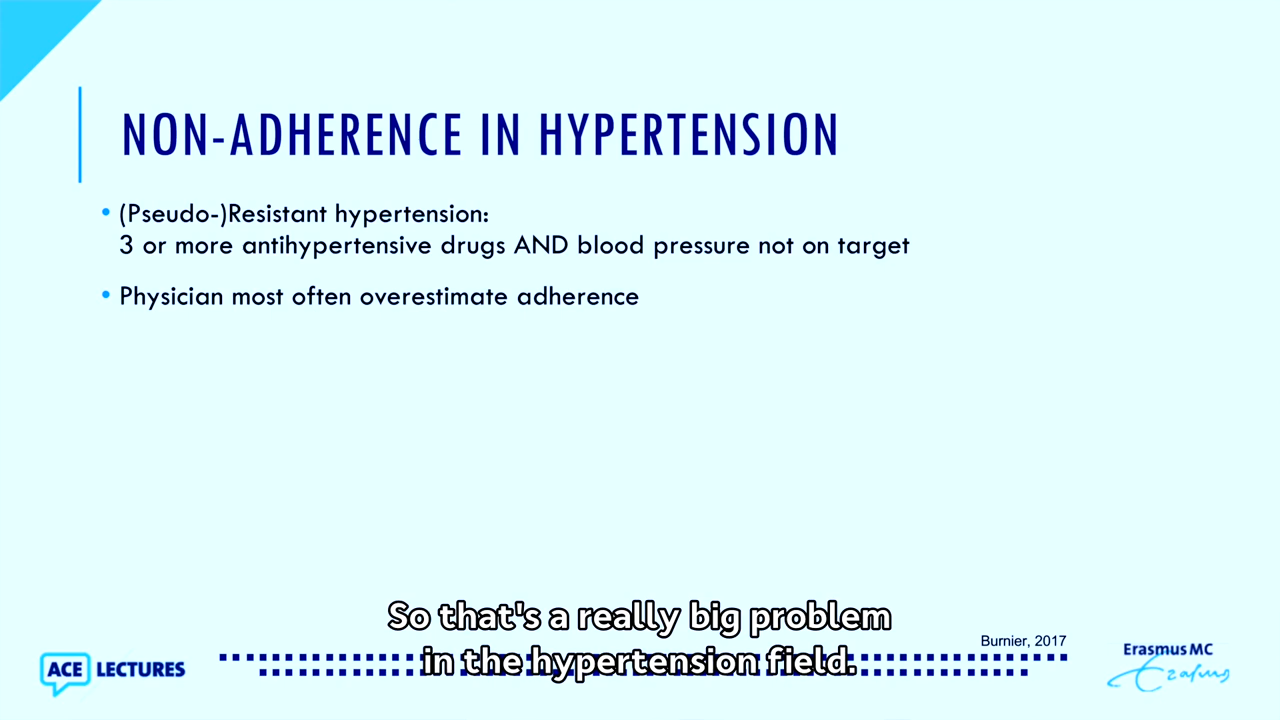 NON-ADHERENCE IN HYPERTENSION
• (Pseudo-)Resistant hypertension:
3 or more antihypertensive drugs AND blood pressure not on target
• Physician most often overestimate adherence
So that's a really big problem
in the hypertension field.
Burnier, 2017
ACE LECTURES
Erasmus MC
Erasmus